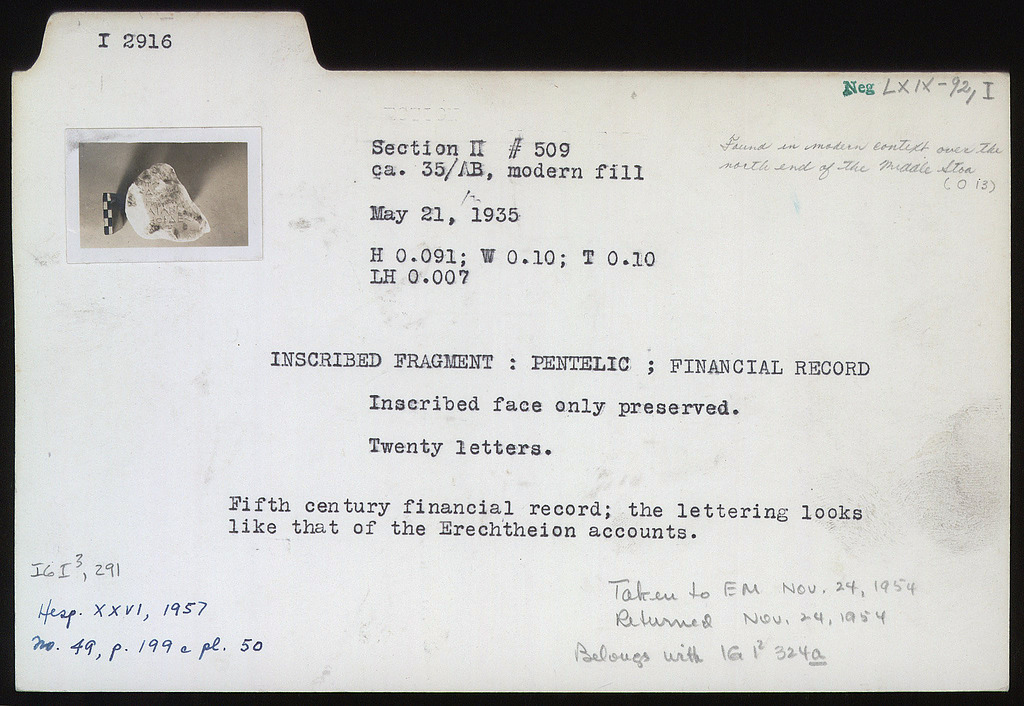 I 2916
Neg LXIX-92, I
Section II # 509
ca. 35/ΛB, modern fill
Found in modern context over the
north end of the Middle Stoa
(O 13)
May 21, 1935
H 0.091; W 0.10; T 0.10
LH 0.007
INSCRIBED FRAGMENT : PENTELIC ; FINANCIAL RECORD
Inscribed face only preserved.
Twenty letters.
Fifth century financial record; the lettering looks
like that of the Erechtheion accounts.
IG I³, 291
Hesp. XXVI, 1957
no. 49, p. 199 pl. 50
Taken to EM Nov. 24, 1954
Returned Nov. 24, 1954
Belongs with IG I² 324a